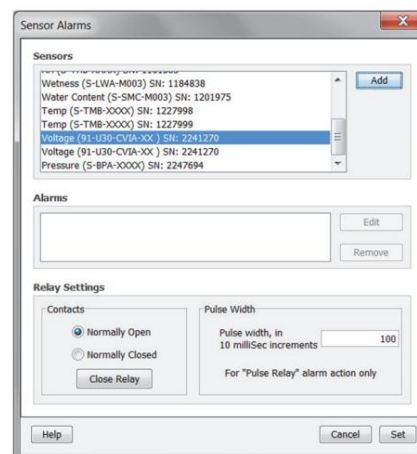 Sensor Alarms
Sensors
Wetness (S-LWA-M003) SN: 1184838
Water Content (S-SMC-M003) SN: 1201975
Temp (S-TMB-XXXX) SN: 1227998
Temp (S-TMB-XXXX) SN: 1227999
Voltage (91-U30-CVIA-XX ) SN: 2241270
Voltage (91-U30-CVIA-XX ) SN: 2241270
Pressure (S-BPA-XXXX) SN: 2247694
Add
Alarms
Edit
Remove
Relay Settings
Contacts
Normally Open
Normally Closed
Close Relay
Pulse Width
Pulse width, in
10 milliSec increments
100
For "Pulse Relay" alarm action only
Help
Cancel
Set